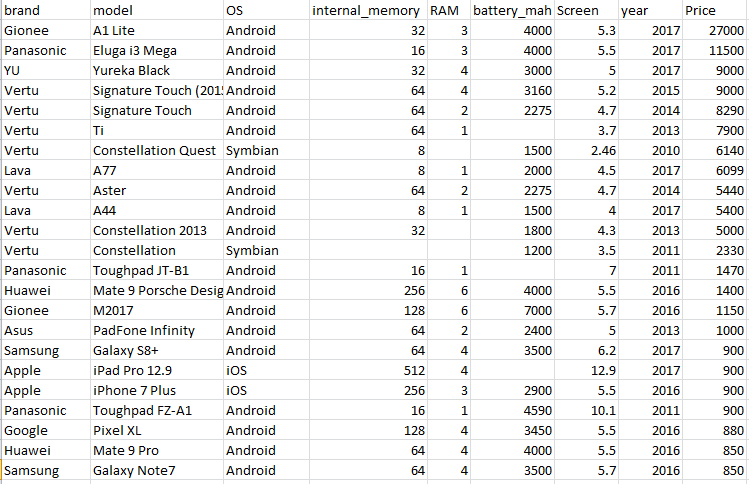 brand model OS internal_memory RAM battery_mah Screen year Price
Gionee A1 Lite Android 32 3 4000 5.3 2017 27000
Panasonic Eluga i3 Mega Android 16 3 4000 5.5 2017 11500
YU Yureka Black Android 32 4 3000 5 2017 9000
Vertu Signature Touch (201 Android 64 4 3160 5.2 2015 9000
Vertu Signature Touch Android 64 2 2275 4.7 2014 8290
Vertu Ti Android 64 1 3.7 2013 7900
Vertu Constellation Quest Symbian 8 1500 2.46 2010 6140
Lava A77 Android 8 1 2000 4.5 2017 6099
Vertu Aster Android 64 2 2275 4.7 2014 5440
Lava A44 Android 8 1 1500 4 2017 5400
Vertu Constellation 2013 Android 32 1800 4.3 2013 5000
Vertu Constellation Symbian 1200 3.5 2011 2330
Panasonic Toughpad JT-B1 Android 16 1 7 2011 1470
Huawei Mate 9 Porsche Desig Android 256 6 4000 5.5 2016 1400
Gionee M2017 Android 128 6 7000 5.7 2016 1150
Asus PadFone Infinity Android 64 2 2400 5 2013 1000
Samsung Galaxy S8+ Android 64 4 3500 6.2 2017 900
Apple iPad Pro 12.9 iOS 512 4 12.9 2017 900
Apple iPhone 7 Plus iOS 256 3 2900 5.5 2016 900
Panasonic Toughpad FZ-A1 Android 16 1 4590 10.1 2011 900
Google Pixel XL Android 128 4 3450 5.5 2016 880
Huawei Mate 9 Pro Android 64 4 4000 5.5 2016 850
Samsung Galaxy Note7 Android 64 4 3500 5.7 2016 850